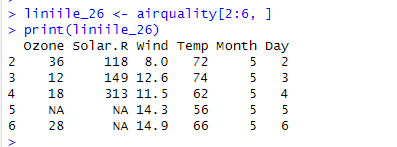 > liniile_26 <- airquality[2:6, ]
> print(liniile_26)
  Ozone Solar.R Wind Temp Month Day
2    36     118  8.0   72     5   2
3    12     149 12.6   74     5   3
4    18     313 11.5   62     5   4
5    NA      NA 14.3   56     5   5
6    28      NA 14.9   66     5   6
>